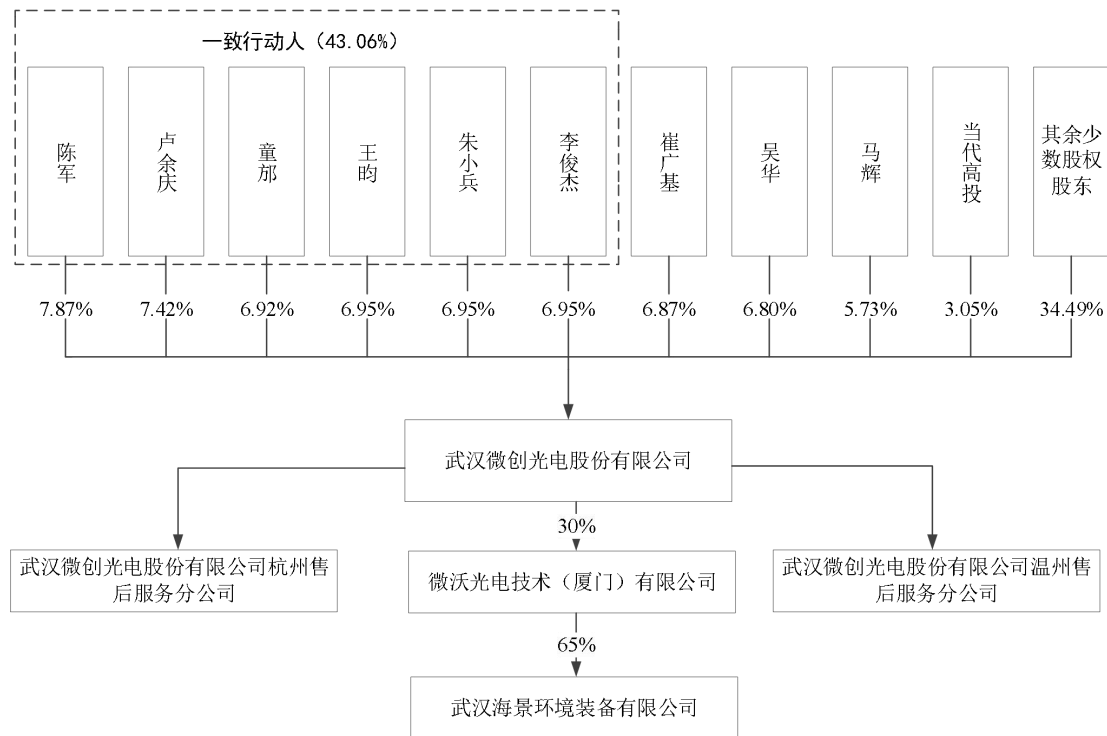 一致行动人（43.06%）
陈军
卢余庆
童邡
王昀
朱小兵
李俊杰
崔广基
吴华
马辉
当代高投
其余少
数股权
股东
7.87%
7.42%
6.92%
6.95%
6.95%
6.95%
6.87%
6.80%
5.73%
3.05%
34.49%
武汉微创光电股份有限公司
30%
武汉微创光电股份有限公司杭州售
后服务分公司
微沃光电技术（厦门）有限公司
武汉微创光电股份有限公司温州售
后服务分公司
65%
武汉海景环境装备有限公司